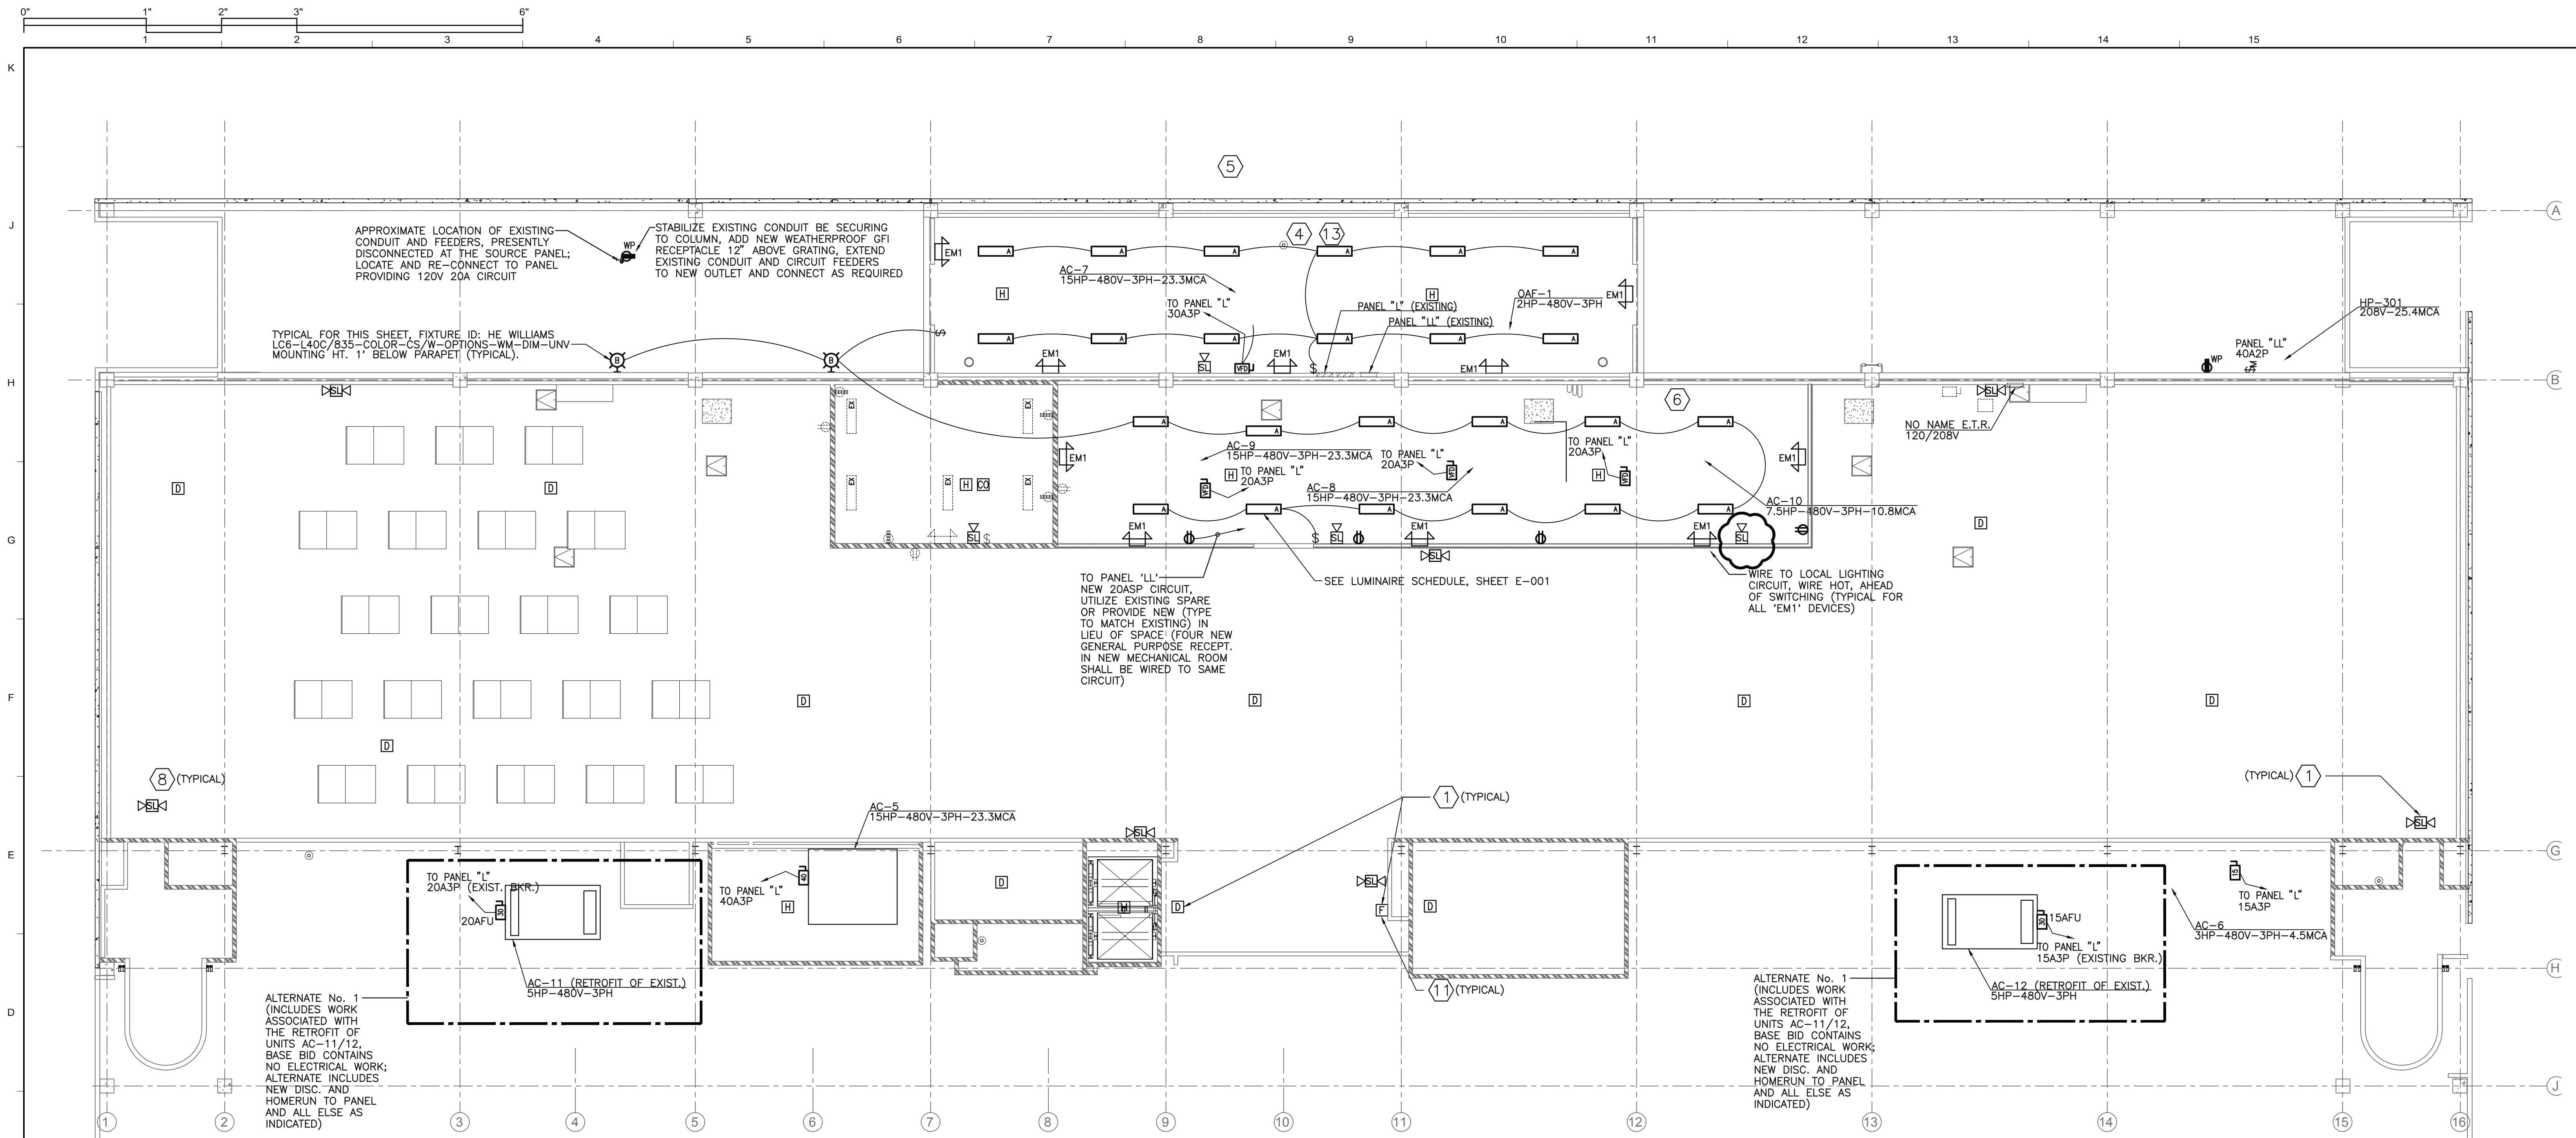 0" 1" 2" 3" 6"
1 2 3 4 5 6 7 8 9 10 11 12 13 14 15
K
J
H
G
F
E
D
5
A
APPROXIMATE LOCATION OF EXISTING
CONDUIT AND FEEDERS, PRESENTLY
DISCONNECTED AT THE SOURCE PANEL;
LOCATE AND RE-CONNECT TO PANEL
PROVIDING 120V 20A CIRCUIT
WP
STABILIZE EXISTING CONDUIT BE SECURING
TO COLUMN, ADD NEW WEATHERPROOF GFI
RECEPTACLE 12" ABOVE GRATING, EXTEND
EXISTING CONDUIT AND CIRCUIT FEEDERS
TO NEW OUTLET AND CONNECT AS REQUIRED
EM1
4 13
A A A A A A
AC-7
15HP-480V-3PH-23.3MCA
H
TO PANEL "L"
30A3P
PANEL "L" (EXISTING)
PANEL "LL" (EXISTING)
H
OAF-1
2HP-480V-3PH
EM1
HP-301
208V-25.4MCA
TYPICAL FOR THIS SHEET, FIXTURE ID: HE WILLIAMS
LC6-L40C/835-COLOR-CS/W-OPTIONS-WM-DIM-UNV
MOUNTING HT. 1' BELOW PARAPET (TYPICAL).
B B
$
A A A A A A
EM1
SL
VFD
EM1
$
EM1
WP
PANEL "LL"
40A2P
$M
B
SL
EX EX
EM1
A A A A A A
6
EM1
SL
NO NAME E.T.R.
120/208V
AC-9
15HP-480V-3PH-23.3MCA
H
TO PANEL "L"
20A3P
VFD
TO PANEL "L"
20A3P
VFD
AC-8
15HP-480V-3PH-23.3MCA
TO PANEL "L"
20A3P
H
VFD
AC-10
7.5HP-480V-3PH-10.8MCA
D D
EX EX EX
H CO
SL $
A A A A A A
EM1
$
SL
EM1
SL
EM1
SL
D
TO PANEL 'LL'
NEW 20ASP CIRCUIT,
UTILIZE EXISTING SPARE
OR PROVIDE NEW (TYPE
TO MATCH EXISTING) IN
LIEU OF SPACE (FOUR NEW
GENERAL PURPOSE RECEPT.
IN NEW MECHANICAL ROOM
SHALL BE WIRED TO SAME
CIRCUIT)
SEE LUMINAIRE SCHEDULE, SHEET E-001
WIRE TO LOCAL LIGHTING
CIRCUIT, WIRE HOT, AHEAD
OF SWITCHING (TYPICAL FOR
ALL 'EM1' DEVICES)
D D D D
D
8 (TYPICAL)
SL
AC-5
15HP-480V-3PH-23.3MCA
1 (TYPICAL)
(TYPICAL) 1
SL
SL
G
TO PANEL "L"
20A3P (EXIST. BKR.)
20AFU
30
AC-11 (RETROFIT OF EXIST.)
5HP-480V-3PH
TO PANEL "L"
40A3P
40
H
D
H
D
SL
F
D
11 (TYPICAL)
30
15AFU
TO PANEL "L"
15A3P (EXISTING BKR.)
AC-12 (RETROFIT OF EXIST.)
5HP-480V-3PH
15
TO PANEL "L"
15A3P
AC-6
3HP-480V-3PH-4.5MCA
H
ALTERNATE No. 1
(INCLUDES WORK
ASSOCIATED WITH
THE RETROFIT OF
UNITS AC-11/12,
BASE BID CONTAINS
NO ELECTRICAL WORK;
ALTERNATE INCLUDES
NEW DISC. AND
HOMERUN TO PANEL
AND ALL ELSE AS
INDICATED)
ALTERNATE No. 1
(INCLUDES WORK
ASSOCIATED WITH
THE RETROFIT OF
UNITS AC-11/12,
BASE BID CONTAINS
NO ELECTRICAL WORK;
ALTERNATE INCLUDES
NEW DISC. AND
HOMERUN TO PANEL
AND ALL ELSE AS
INDICATED)
J
1 2 3 4 5 6 7 8 9 10 11 12 13 14 15 16